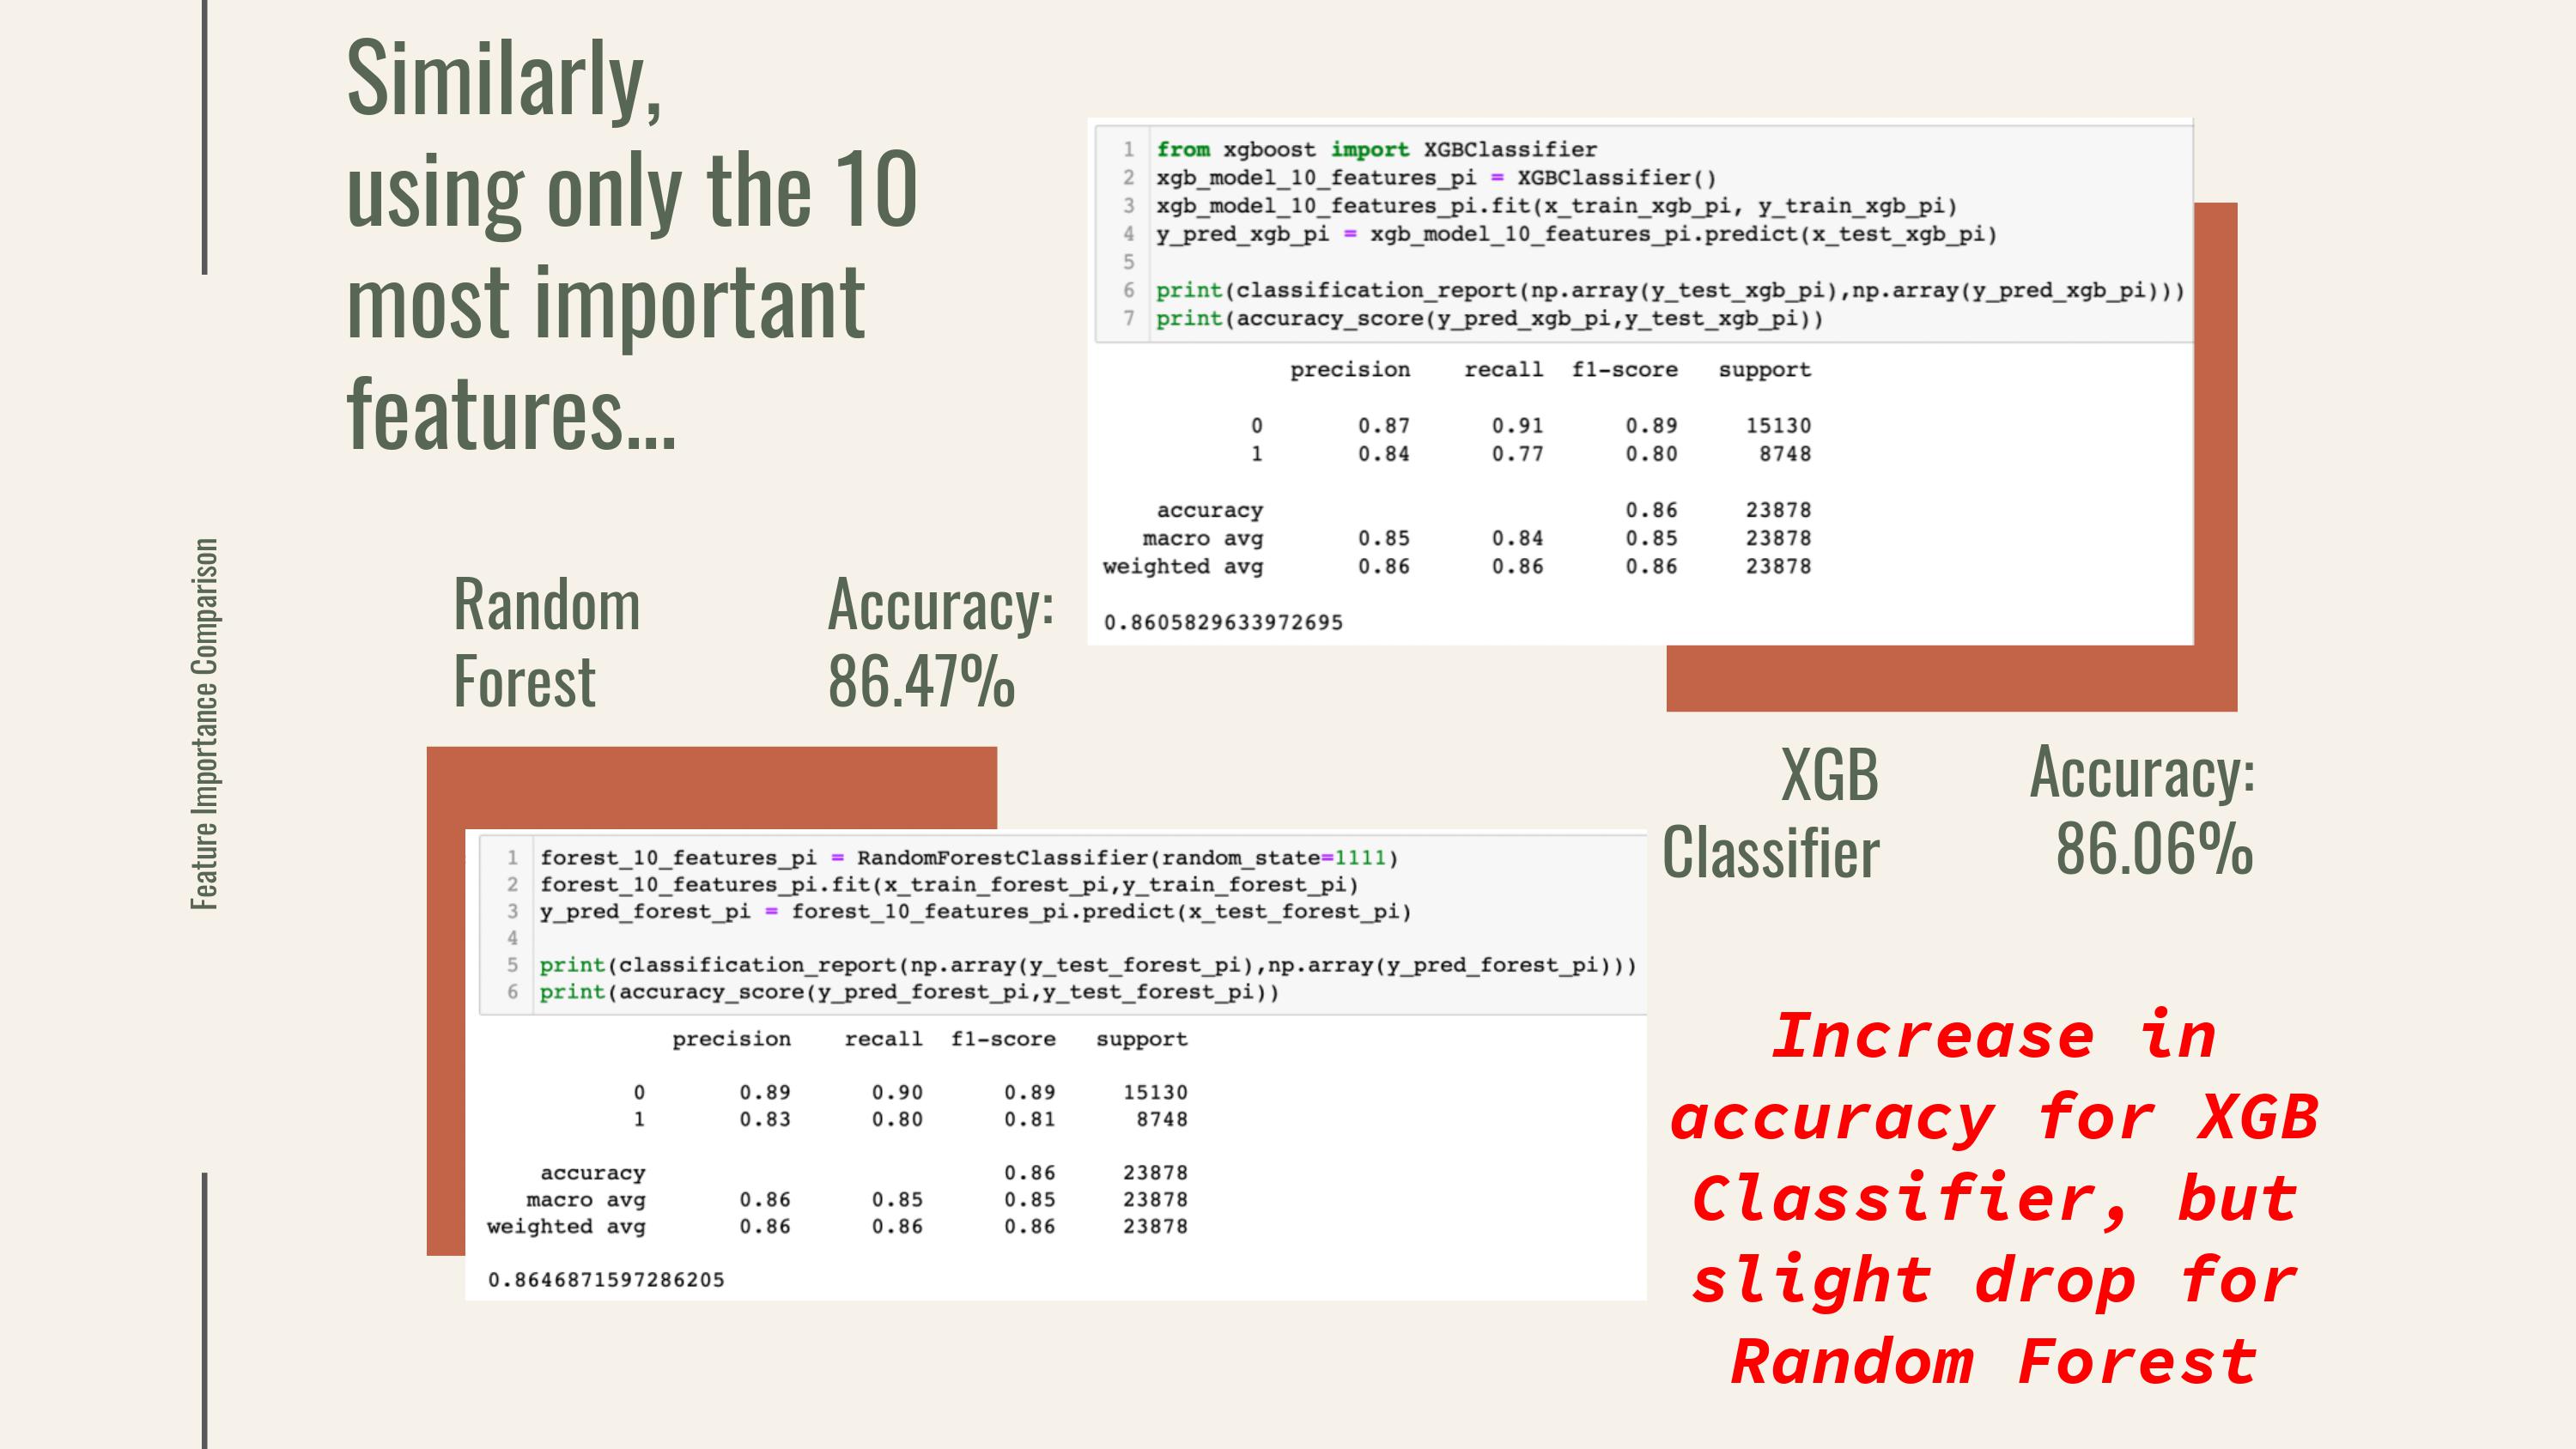 Similarly,
using only the 10
most important
features...
Feature Importance Comparison
1 from xgboost import XGBClassifier
2 xgb_model_10_features_pi = XGBClassifier()
3 xgb_model_10_features_pi.fit(x_train_xgb_pi, y_train_xgb_pi)
4 y_pred_xgb_pi = xgb_model_10_features_pi.predict(x_test_xgb_pi)
5
6 print(classification_report(np.array(y_test_xgb_pi),np.array(y_pred_xgb_pi)))
7 print(accuracy_score(y_pred_xgb_pi,y_test_xgb_pi))
precision recall f1-score support
0 0.87 0.91 0.89 15130
1 0.84 0.77 0.80 8748
accuracy 0.86 23878
macro avg 0.85 0.84 0.85 23878
weighted avg 0.86 0.86 0.86 23878
0.8605829633972695
Random
Forest
Accuracy:
86.47%
XGB
Classifier
Accuracy:
86.06%
1 forest_10_features_pi = RandomForestClassifier(random_state=1111)
2 forest_10_features_pi.fit(x_train_forest_pi,y_train_forest_pi)
3 y_pred_forest_pi = forest_10_features_pi.predict(x_test_forest_pi)
4
5 print(classification_report(np.array(y_test_forest_pi),np.array(y_pred_forest_pi)))
6 print(accuracy_score(y_pred_forest_pi,y_test_forest_pi))
precision recall f1-score support
0 0.89 0.90 0.89 15130
1 0.83 0.80 0.81 8748
accuracy 0.86 23878
macro avg 0.86 0.85 0.85 23878
weighted avg 0.86 0.86 0.86 23878
0.8646871597286205
Increase in
accuracy for XGB
Classifier, but
slight drop for
Random Forest